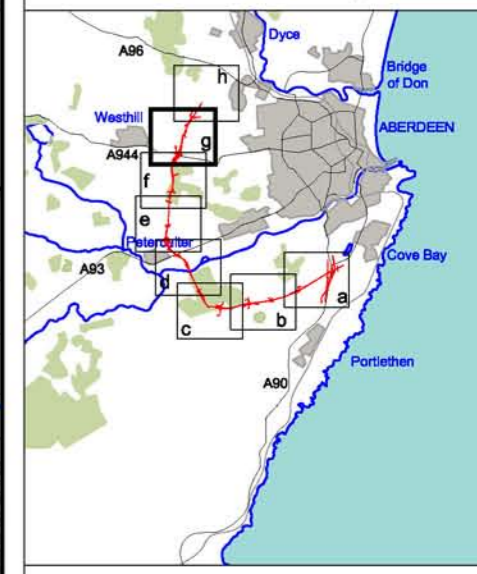 Dyce
A96
Bridge
of Don
h
Westhill
ABERDEEN
g
A944
f
e
Peterculter
Cove Bay
A93
d
a
c
b
Portlethen
A90